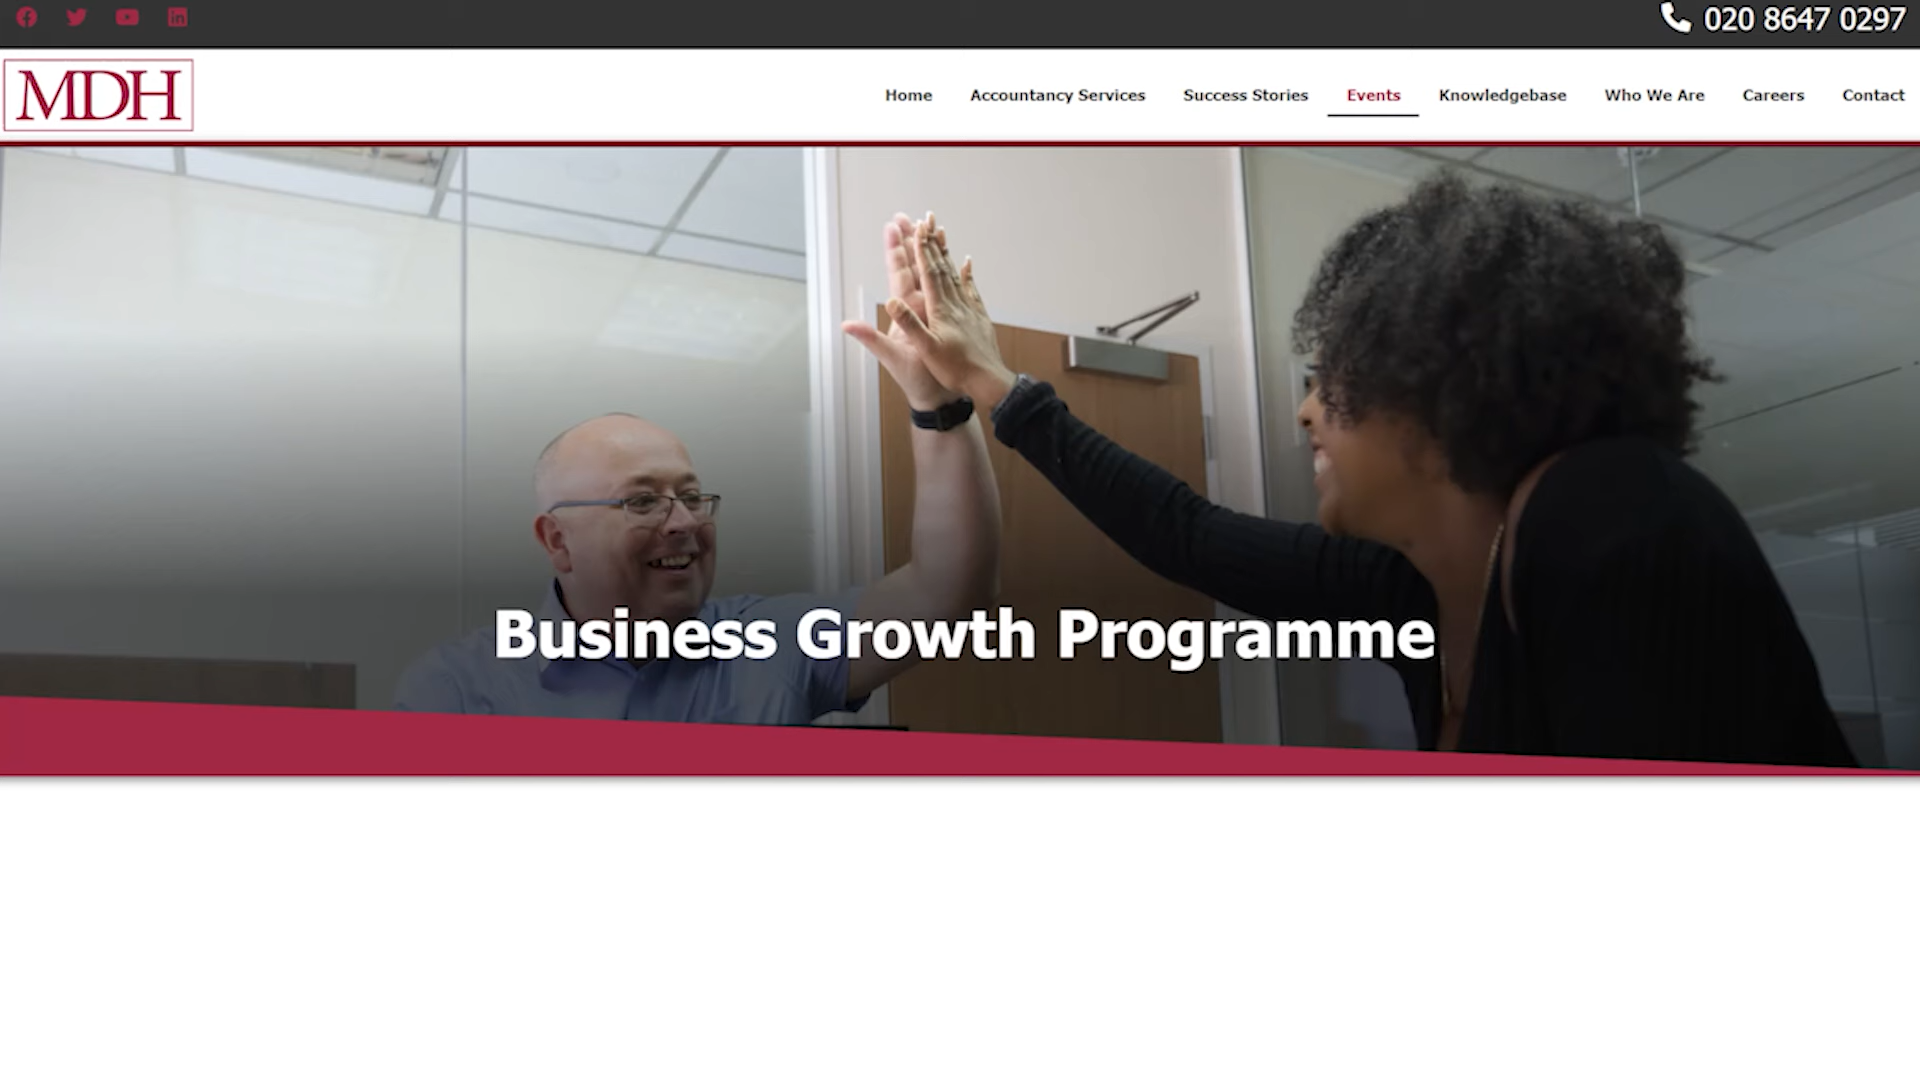 020 8647 0297
MDH
Home Accountancy Services Success Stories Events Knowledgebase Who We Are Careers Contact
Business Growth Programme